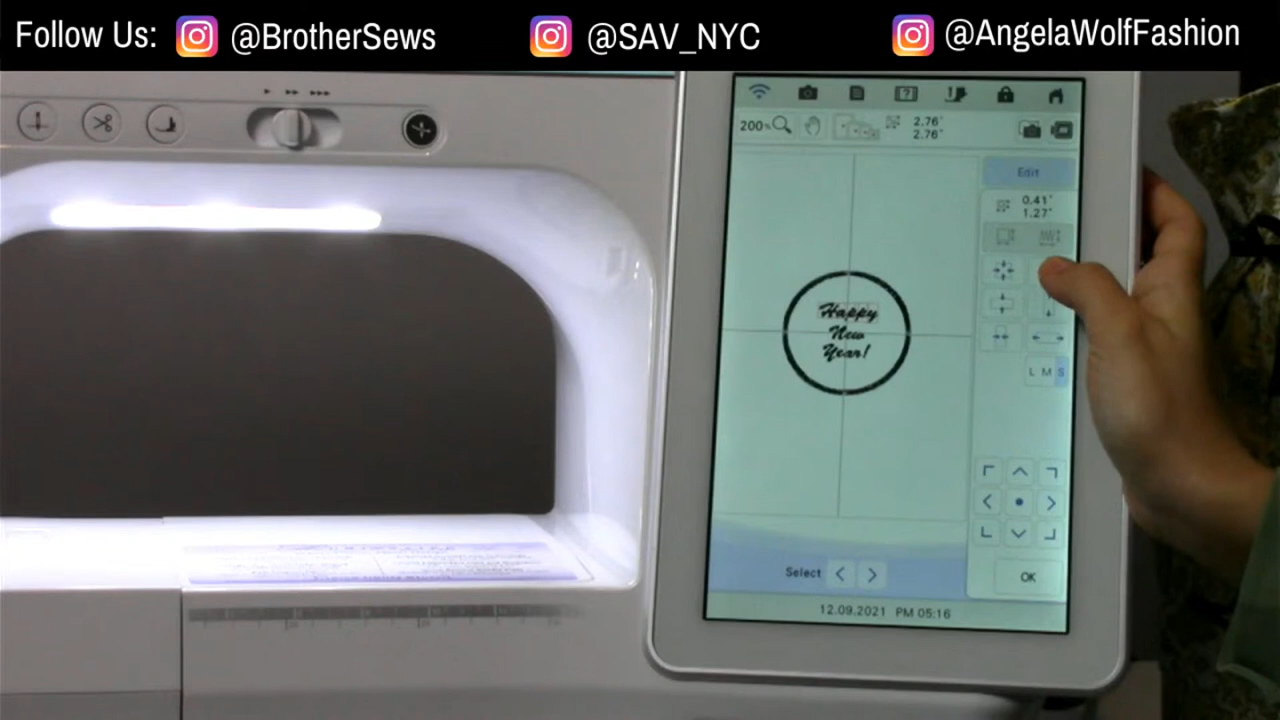 Follow Us: @BrotherSews @SAV_NYC @AngelaWolfFashion
200% 2.76" 
2.76"
Edit
0.41"
1.27"
Happy
New
Year!
L M S
Select
OK
12.09.2021 PM 05:16